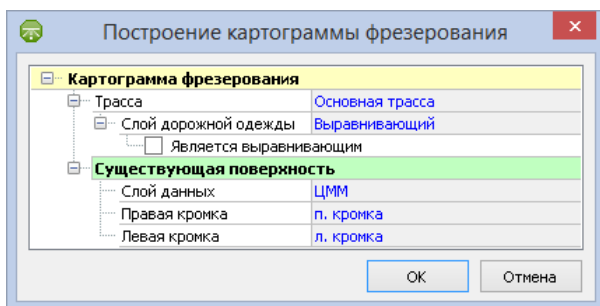 Построение картограммы фрезерования
Картограмма фрезерования
Трасса Основная трасса
Слой дорожной одежды Выравнивающий
Является выравнивающим
Существующая поверхность
Слой данных ЦММ
Правая кромка п. кромка
Левая кромка л. кромка
ОК Отмена